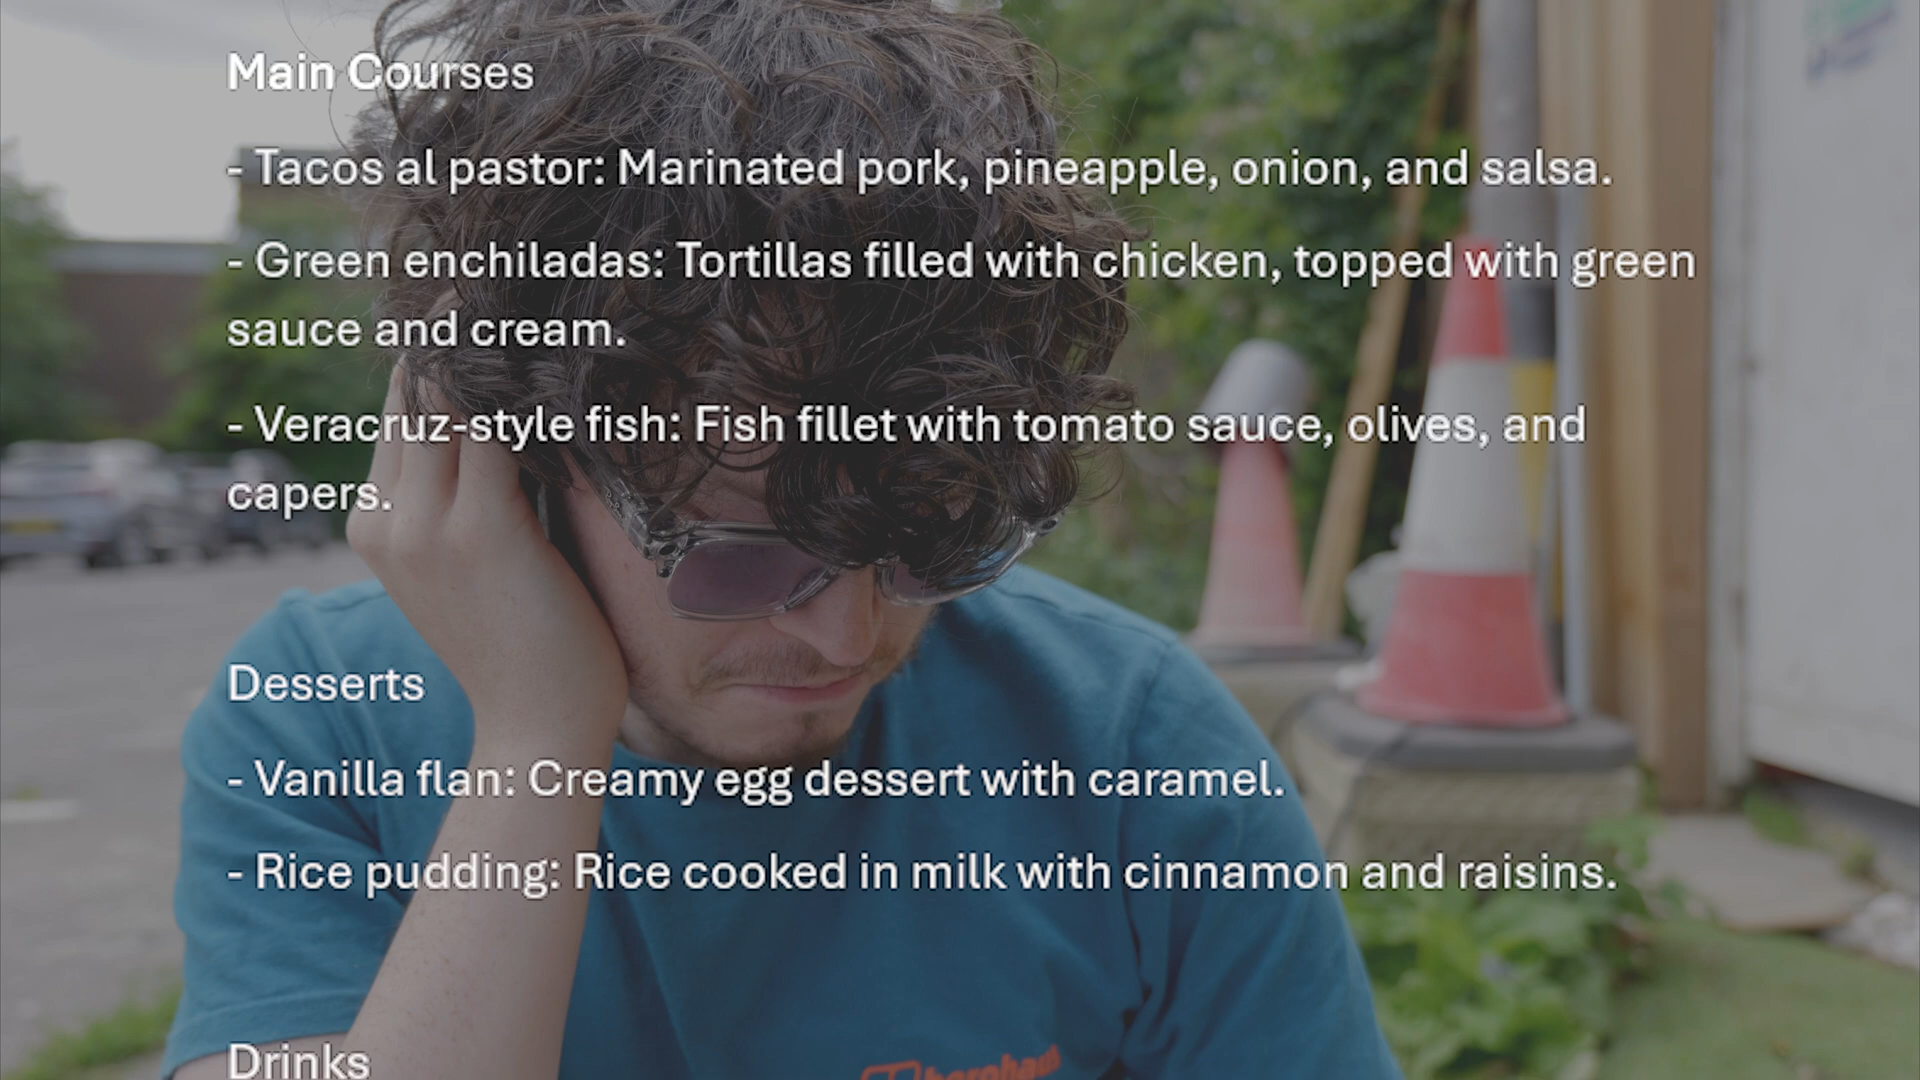 Main Courses
- Tacos al pastor: Marinated pork, pineapple, onion, and salsa.
- Green enchiladas: Tortillas filled with chicken, topped with green
sauce and cream.
- Veracruz-style fish: Fish fillet with tomato sauce, olives, and
capers.
Desserts
- Vanilla flan: Creamy egg dessert with caramel.
- Rice pudding: Rice cooked in milk with cinnamon and raisins.
Drinks